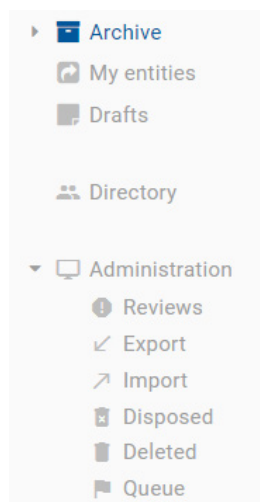 Archive
My entities
Drafts
Directory
Administration
Reviews
Export
Import
Disposed
Deleted
Queue